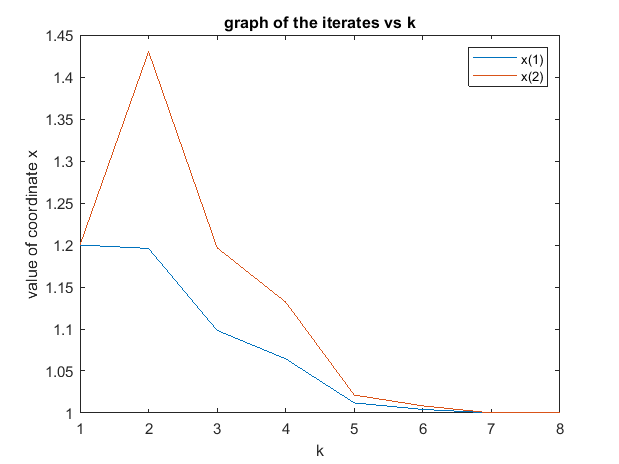 graph of the iterates vs k
x(1)
x(2)
value of coordinate x
1.45
1.4
1.35
1.3
1.25
1.2
1.15
1.1
1.05
1
1 2 3 4 5 6 7 8
k